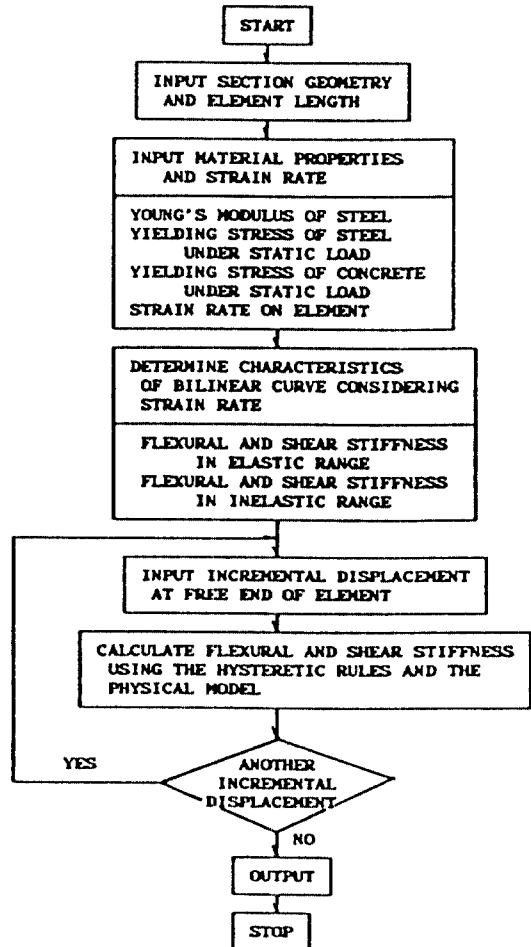 START
INPUT SECTION GEOMETRY
AND ELEMENT LENGTH
INPUT MATERIAL PROPERTIES
AND STRAIN RATE
YOUNG'S MODULUS OF STEEL
YIELDING STRESS OF STEEL
UNDER STATIC LOAD
YIELDING STRESS OF CONCRETE
UNDER STATIC LOAD
STRAIN RATE ON ELEMENT
DETERMINE CHARACTERISTICS
OF BILINEAR CURVE CONSIDERING
STRAIN RATE
FLEXURAL AND SHEAR STIFFNESS
IN ELASTIC RANGE
FLEXURAL AND SHEAR STIFFNESS
IN INELASTIC RANGE
INPUT INCREMENTAL DISPLACEMENT
AT FREE END OF ELEMENT
CALCULATE FLEXURAL AND SHEAR STIFFNESS
USING THE HYSTERETIC RULES AND THE
PHYSICAL MODEL
YES
ANOTHER
INCREMENTAL
DISPLACEMENT
NO
OUTPUT
STOP